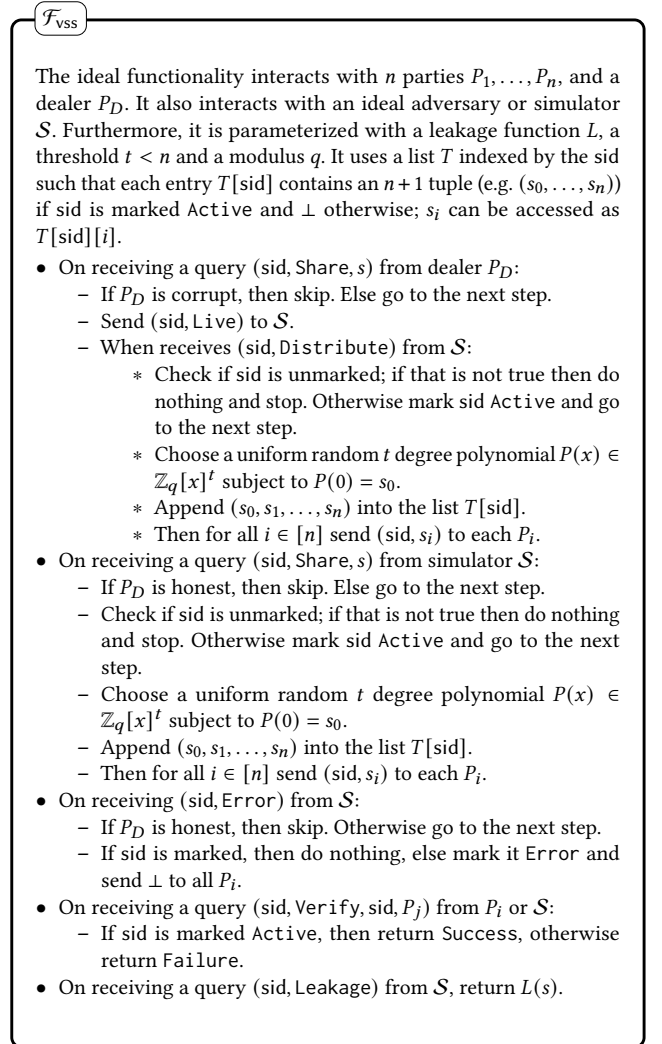 𝓕vss
The ideal functionality interacts with n parties P₁, . . . , Pₙ, and a
dealer P_D. It also interacts with an ideal adversary or simulator
𝒮. Furthermore, it is parameterized with a leakage function L, a
threshold t < n and a modulus q. It uses a list T indexed by the sid
such that each entry T[sid] contains an n + 1 tuple (e.g. (s₀, . . . , sₙ))
if sid is marked Active and ⊥ otherwise; sᵢ can be accessed as
T[sid][i].
• On receiving a query (sid, Share, s) from dealer P_D:
– If P_D is corrupt, then skip. Else go to the next step.
– Send (sid, Live) to 𝒮.
– When receives (sid, Distribute) from 𝒮:
∗ Check if sid is unmarked; if that is not true then do
nothing and stop. Otherwise mark sid Active and go
to the next step.
∗ Choose a uniform random t degree polynomial P(x) ∈
ℤ_q[x]^t subject to P(0) = s₀.
∗ Append (s₀, s₁, . . . , sₙ) into the list T[sid].
∗ Then for all i ∈ [n] send (sid, sᵢ) to each Pᵢ.
• On receiving a query (sid, Share, s) from simulator 𝒮:
– If P_D is honest, then skip. Else go to the next step.
– Check if sid is unmarked; if that is not true then do nothing
and stop. Otherwise mark sid Active and go to the next
step.
– Choose a uniform random t degree polynomial P(x) ∈
ℤ_q[x]^t subject to P(0) = s₀.
– Append (s₀, s₁, . . . , sₙ) into the list T[sid].
– Then for all i ∈ [n] send (sid, sᵢ) to each Pᵢ.
• On receiving (sid, Error) from 𝒮:
– If P_D is honest, then skip. Otherwise go to the next step.
– If sid is marked, then do nothing, else mark it Error and
send ⊥ to all Pᵢ.
• On receiving a query (sid, Verify, sid, Pⱼ) from Pᵢ or 𝒮:
– If sid is marked Active, then return Success, otherwise
return Failure.
• On receiving a query (sid, Leakage) from 𝒮, return L(s).